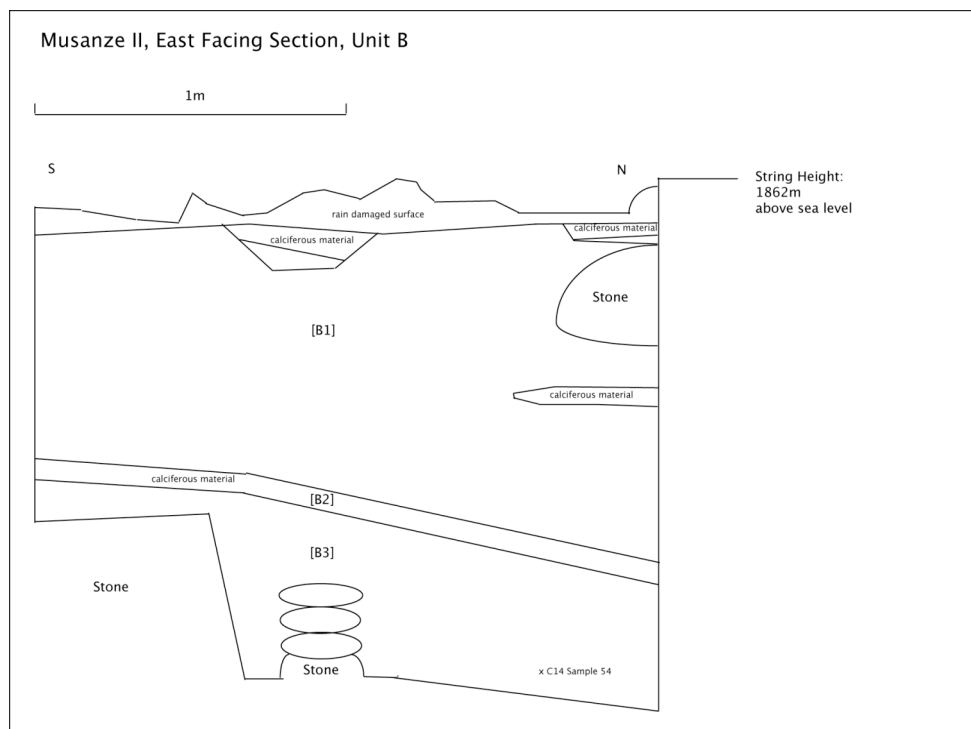 Musanze II, East Facing Section, Unit B
1m
S
N
String Height:
1862m
above sea level
rain damaged surface
calciferous material
calciferous material
Stone
[B1]
calciferous material
calciferous material
[B2]
[B3]
Stone
Stone
x C14 Sample 54